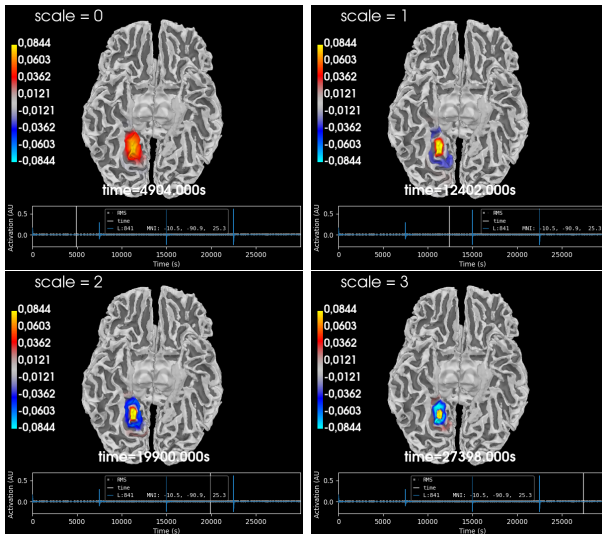 scale = 0
0,0844
0,0603
0,0362
0,0121
-0,0121
-0,0362
-0,0603
-0,0844
time=4904,000s
Activation (AU
0.5
0.0
RMS
time
L:841 MNI: -10.5, -90.9, 25.3
0 5000 10000 15000 20000 25000
Time (s)
scale = 1
0,0844
0,0603
0,0362
0,0121
-0,0121
-0,0362
-0,0603
-0,0844
time=12402,000s
Activation (AU
0.5
0.0
RMS
time
L:841 MNI: -10.5, -90.9, 25.3
0 5000 10000 15000 20000 25000
Time (s)
scale = 2
0,0844
0,0603
0,0362
0,0121
-0,0121
-0,0362
-0,0603
-0,0844
time=19900,000s
Activation (AU
0.5
0.0
RMS
time
L:841 MNI: -10.5, -90.9, 25.3
0 5000 10000 15000 20000 25000
Time (s)
scale = 3
0,0844
0,0603
0,0362
0,0121
-0,0121
-0,0362
-0,0603
-0,0844
time=27398,000s
Activation (AU
0.5
0.0
RMS
time
L:841 MNI: -10.5, -90.9, 25.3
0 5000 10000 15000 20000 25000
Time (s)